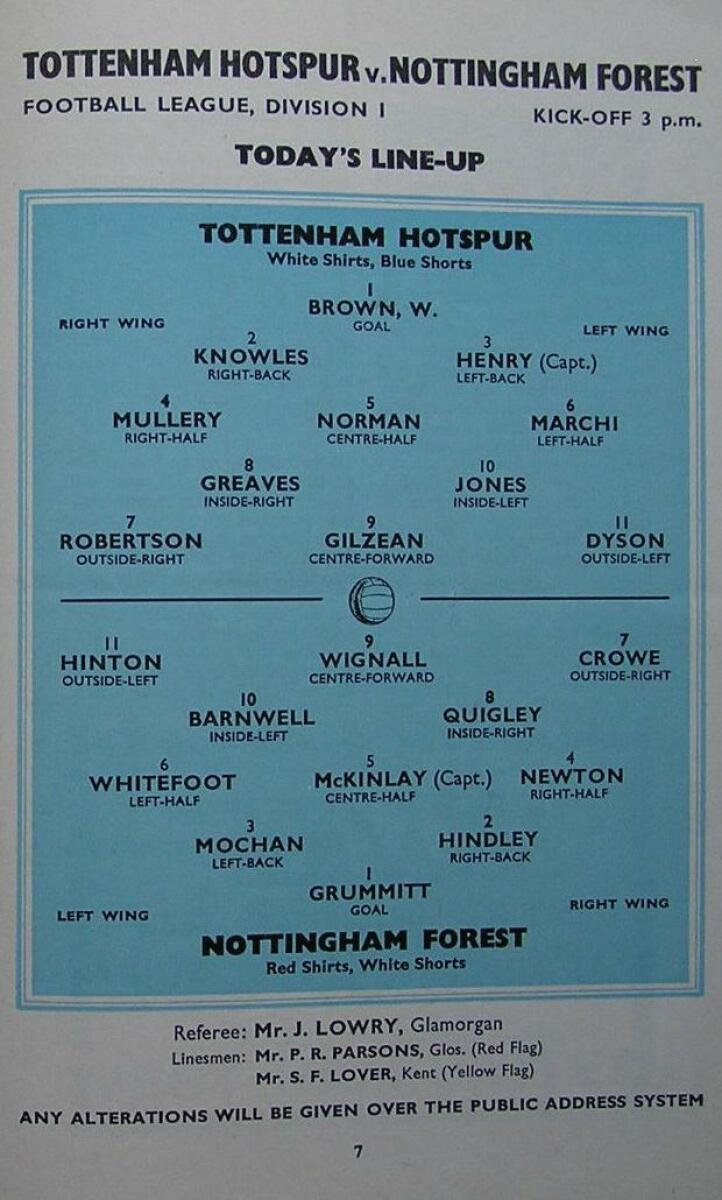 TOTTENHAM HOTSPUR v. NOTTINGHAM FOREST
FOOTBALL LEAGUE, DIVISION I KICK-OFF 3 p.m.
TODAY'S LINE-UP
TOTTENHAM HOTSPUR
White Shirts, Blue Shorts
1
BROWN, W.
GOAL
RIGHT WING LEFT WING
2 3
KNOWLES HENRY (Capt.)
RIGHT-BACK LEFT-BACK
4 5 6
MULLERY NORMAN MARCHI
RIGHT-HALF CENTRE-HALF LEFT-HALF
8 10
GREAVES JONES
INSIDE-RIGHT INSIDE-LEFT
7 9 11
ROBERTSON GILZEAN DYSON
OUTSIDE-RIGHT CENTRE-FORWARD OUTSIDE-LEFT
11 9 7
HINTON WIGNALL CROWE
OUTSIDE-LEFT CENTRE-FORWARD OUTSIDE-RIGHT
10 8
BARNWELL QUIGLEY
INSIDE-LEFT INSIDE-RIGHT
6 5 4
WHITEFOOT McKINLAY (Capt.) NEWTON
LEFT-HALF CENTRE-HALF RIGHT-HALF
3 2
MOCHAN HINDLEY
LEFT-BACK RIGHT-BACK
1
GRUMMITT
GOAL
LEFT WING RIGHT WING
NOTTINGHAM FOREST
Red Shirts, White Shorts
Referee: Mr. J. LOWRY, Glamorgan
Linesmen: Mr. P. R. PARSONS, Glos. (Red Flag)
Mr. S. F. LOVER, Kent (Yellow Flag)
ANY ALTERATIONS WILL BE GIVEN OVER THE PUBLIC ADDRESS SYSTEM
7